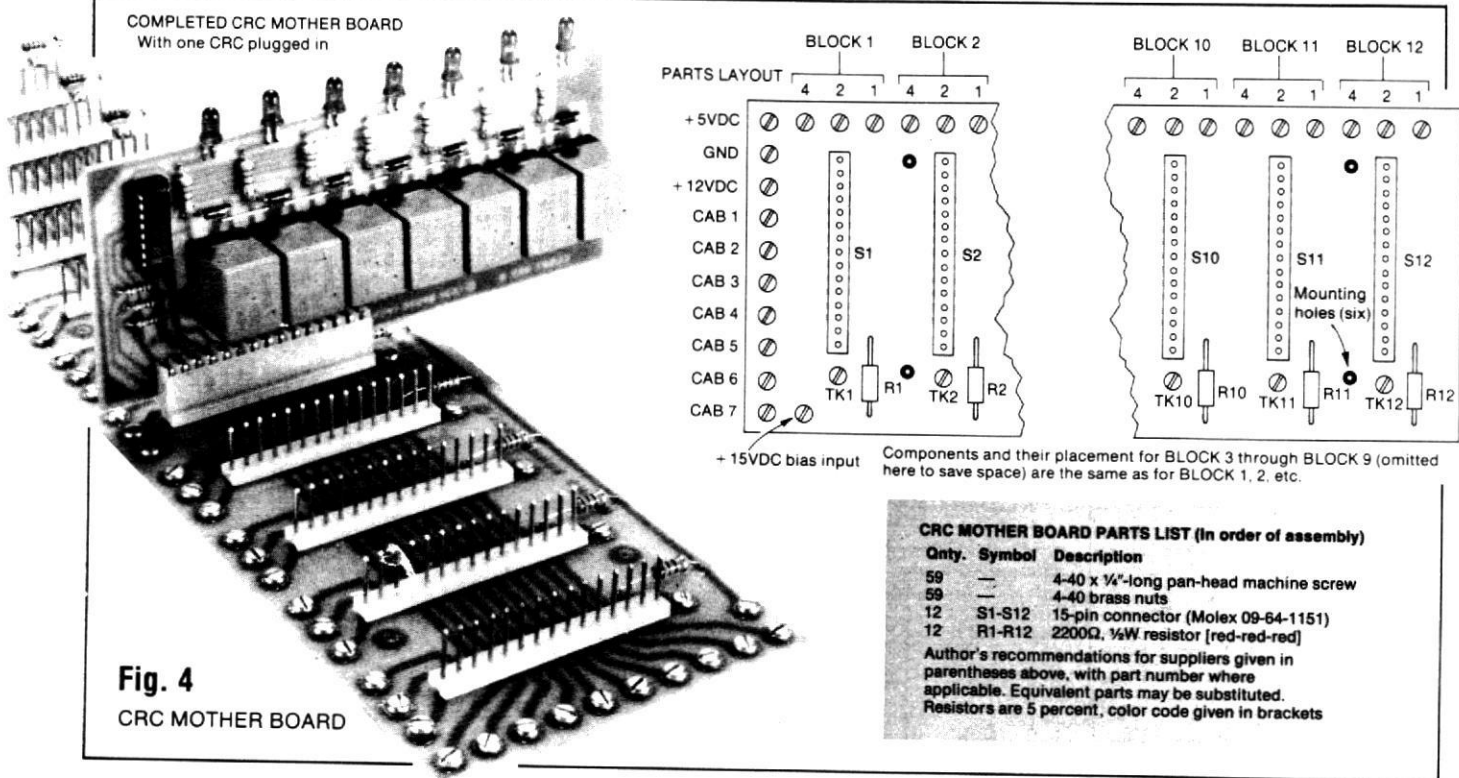 COMPLETED CRC MOTHER BOARD
With one CRC plugged in
Fig. 4
CRC MOTHER BOARD
BLOCK 1 BLOCK 2 BLOCK 10 BLOCK 11 BLOCK 12
PARTS LAYOUT 4 2 1 4 2 1 4 2 1 4 2 1 4 2 1
+5VDC
GND
+12VDC
CAB 1
CAB 2
CAB 3
CAB 4
CAB 5
CAB 6
CAB 7
S1 S2 S10 S11 S12
Mounting
holes (six)
TK1 R1 TK2 R2 TK10 R10 TK11 R11 TK12 R12
+15VDC bias input
Components and their placement for BLOCK 3 through BLOCK 9 (omitted
here to save space) are the same as for BLOCK 1, 2, etc.
CRC MOTHER BOARD PARTS LIST (In order of assembly)
Qnty. Symbol Description
59 — 4-40 x ¼"-long pan-head machine screw
59 — 4-40 brass nuts
12 S1-S12 15-pin connector (Molex 09-64-1151)
12 R1-R12 2200Ω, ½W resistor [red-red-red]
Author's recommendations for suppliers given in
parentheses above, with part number where
applicable. Equivalent parts may be substituted.
Resistors are 5 percent, color code given in brackets